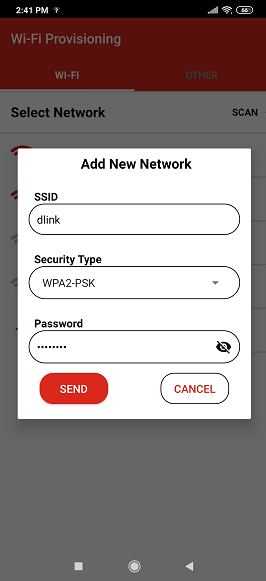 2:41 PM
66
Wi-Fi Provisioning
WI-FI
OTHER
Select Network
SCAN
Add New Network
SSID
dlink
Security Type
WPA2-PSK
Password
••••••••
SEND
CANCEL